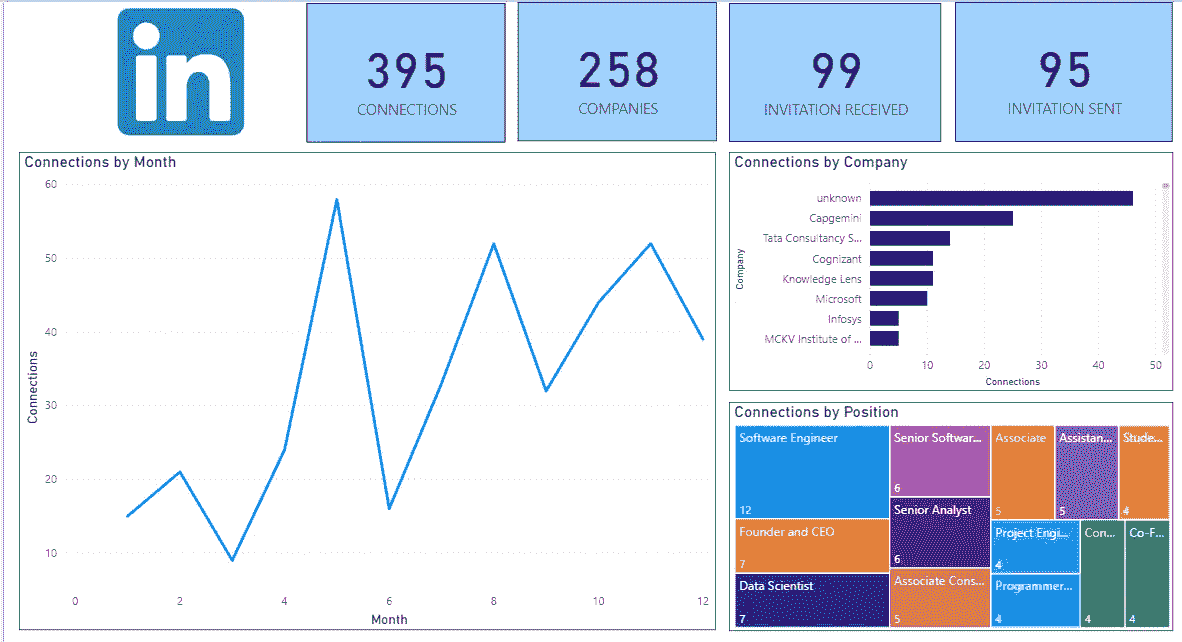 in
395
CONNECTIONS
258
COMPANIES
99
INVITATION RECEIVED
95
INVITATION SENT
Connections by Month
60
50
40
30
20
10
Connections
0 2 4 6 8 10 12
Month
Connections by Company
Company
unknown
Capgemini
Tata Consultancy S...
Cognizant
Knowledge Lens
Microsoft
Infosys
MCKV Institute of ...
0 10 20 30 40 50
Connections
Connections by Position
Software Engineer
12
Founder and CEO
7
Data Scientist
7
Senior Softwar...
6
Senior Analyst
6
Associate Cons...
5
Associate
5
Assistan...
5
Stude...
4
Project Engi...
4
Programmer...
4
Con...
4
Co-F...
4